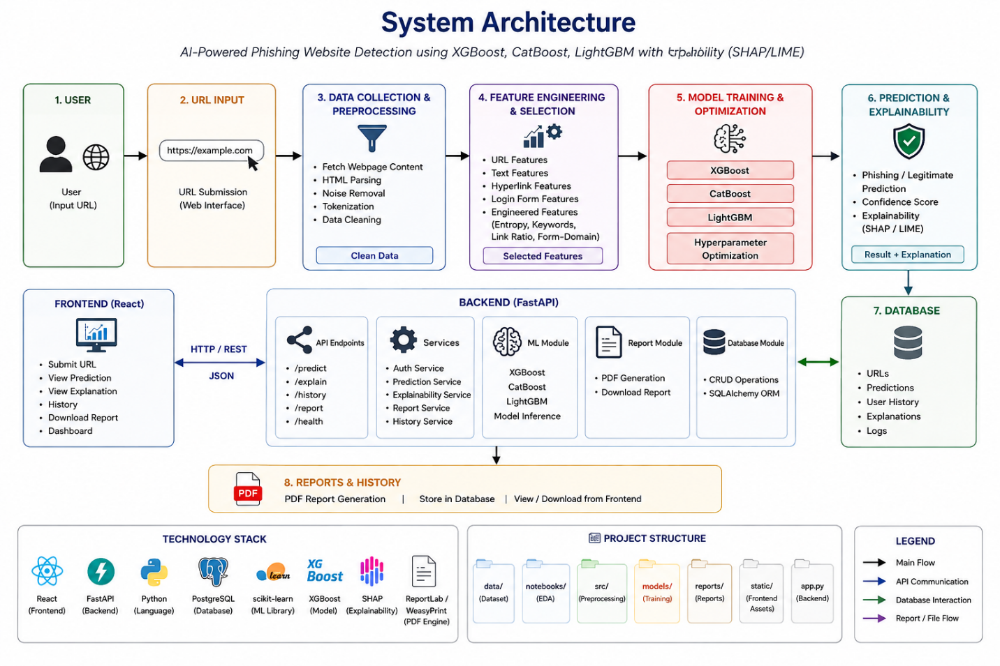 System Architecture
AI-Powered Phishing Website Detection using XGBoost, CatBoost, LightGBM with (SHAP/LIME)
1. USER
User
(Input URL)
2. URL INPUT
https://example.com
URL Submission
(Web Interface)
3. DATA COLLECTION &
PREPROCESSING
• Fetch Webpage Content
• HTML Parsing
• Noise Removal
• Tokenization
• Data Cleaning
Clean Data
4. FEATURE ENGINEERING
& SELECTION
• URL Features
• Text Features
• Hyperlink Features
• Login Form Features
• Engineered Features
(Entropy, Keywords,
Link Ratio, Form-Domain)
Selected Features
5. MODEL TRAINING &
OPTIMIZATION
XGBoost
CatBoost
LightGBM
Hyperparameter
Optimization
6. PREDICTION &
EXPLAINABILITY
• Phishing / Legitimate
Prediction
• Confidence Score
• Explainability
(SHAP / LIME)
Result + Explanation
FRONTEND (React)
• Submit URL
• View Prediction
• View Explanation
• History
• Download Report
• Dashboard
HTTP / REST
JSON
BACKEND (FastAPI)
API Endpoints
• /predict
• /explain
• /history
• /report
• /health
Services
• Auth Service
• Prediction Service
• Explainability Service
• Report Service
• History Service
ML Module
XGBoost
CatBoost
LightGBM
Model Inference
Report Module
• PDF Generation
• Download Report
Database Module
• CRUD Operations
• SQLAlchemy ORM
7. DATABASE
• URLs
• Predictions
• User History
• Explanations
• Logs
PDF
8. REPORTS & HISTORY
PDF Report Generation | Store in Database | View / Download from Frontend
TECHNOLOGY STACK
React
(Frontend)
FastAPI
(Backend)
Python
(Language)
PostgreSQL
(Database)
learn
scikit-learn
(ML Library)
XG
Boost
XGBoost
(Model)
SHAP
(Explainability)
ReportLab /
WeasyPrint
(PDF Engine)
PROJECT STRUCTURE
data/
(Dataset)
notebooks/
(EDA)
src/
(Preprocessing)
models/
(Training)
reports/
(Reports)
static/
(Frontend
Assets)
app.py
(Backend)
LEGEND
Main Flow
API Communication
Database Interaction
Report / File Flow